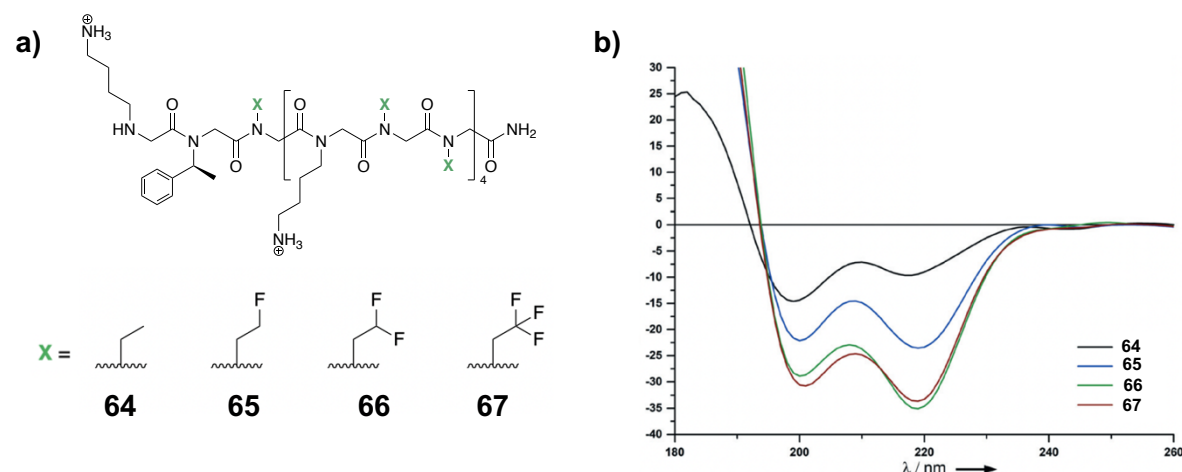 a)
b)
⊕
NH3
O
X
O
X
O
HN
N
N
O
N
N
O
N
X
O
N
O
NH2
4
NH3
⊕
X =
F
F
F
F
F
F
64
65
66
67
30
25
20
15
10
5
0
-5
-10
-15
-20
-25
-30
-35
-40
180
200
220
240
260
λ / nm
64
65
66
67